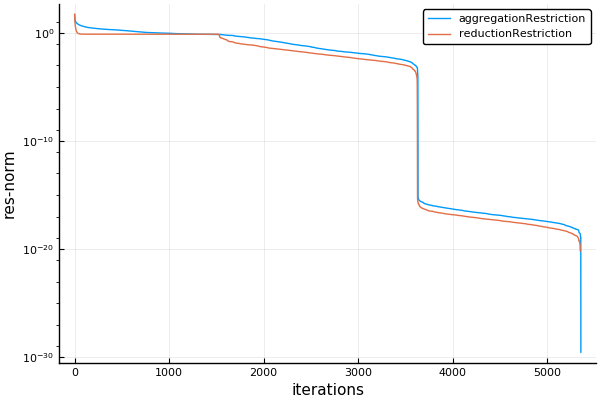 aggregationRestriction
reductionRestriction
10⁰
10⁻¹⁰
10⁻²⁰
10⁻³⁰
res-norm
0 1000 2000 3000 4000 5000
iterations